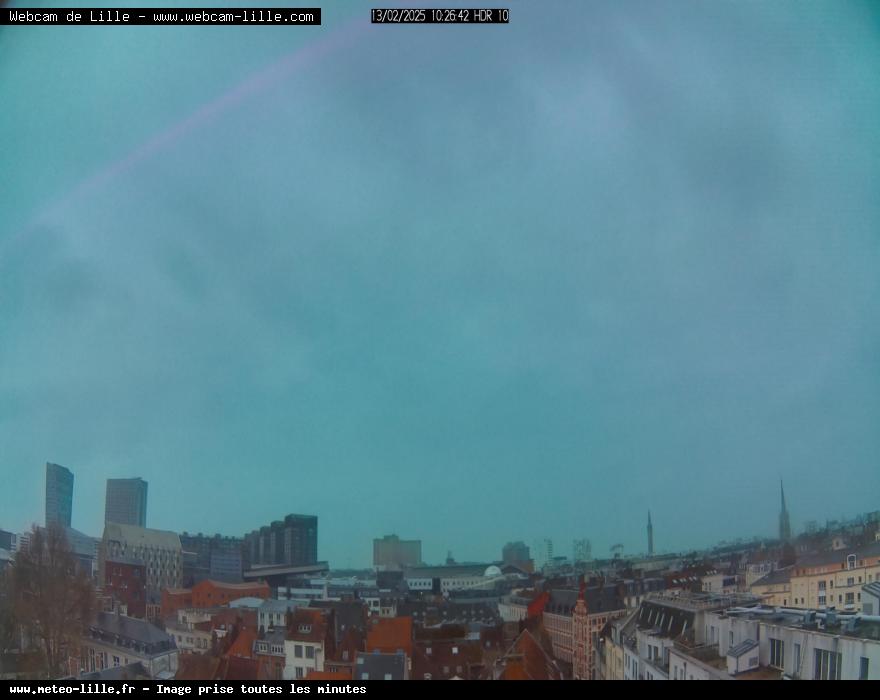 Webcam de Lille - www.webcam-lille.com
13/02/2025 10:26:42 HDR 10
www.meteo-lille.fr - Image prise toutes les minutes